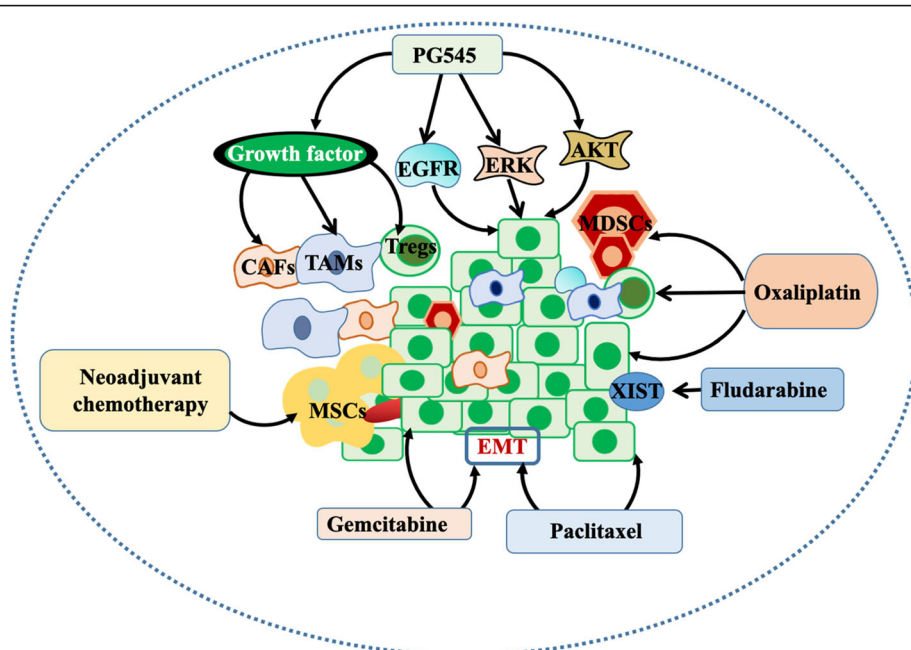 PG545
Growth factor
EGFR
ERK
AKT
MDSCs
CAFs
TAMs
Tregs
Oxaliplatin
Neoadjuvant
chemotherapy
MSCs
XIST
Fludarabine
EMT
Gemcitabine
Paclitaxel